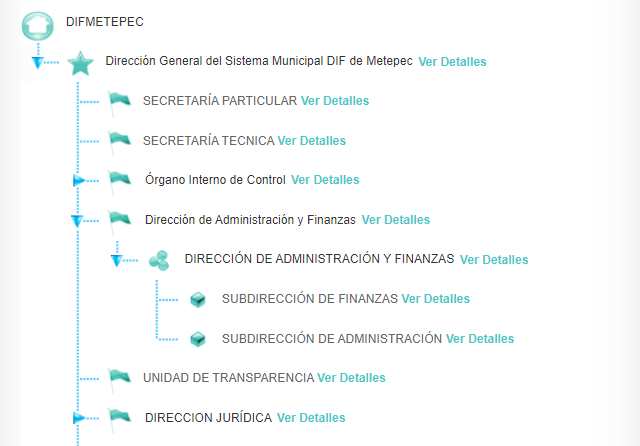 DIFMETEPEC
Dirección General del Sistema Municipal DIF de Metepec Ver Detalles
SECRETARÍA PARTICULAR Ver Detalles
SECRETARÍA TECNICA Ver Detalles
Órgano Interno de Control Ver Detalles
Dirección de Administración y Finanzas Ver Detalles
DIRECCIÓN DE ADMINISTRACIÓN Y FINANZAS Ver Detalles
SUBDIRECCIÓN DE FINANZAS Ver Detalles
SUBDIRECCIÓN DE ADMINISTRACIÓN Ver Detalles
UNIDAD DE TRANSPARENCIA Ver Detalles
DIRECCION JURÍDICA Ver Detalles